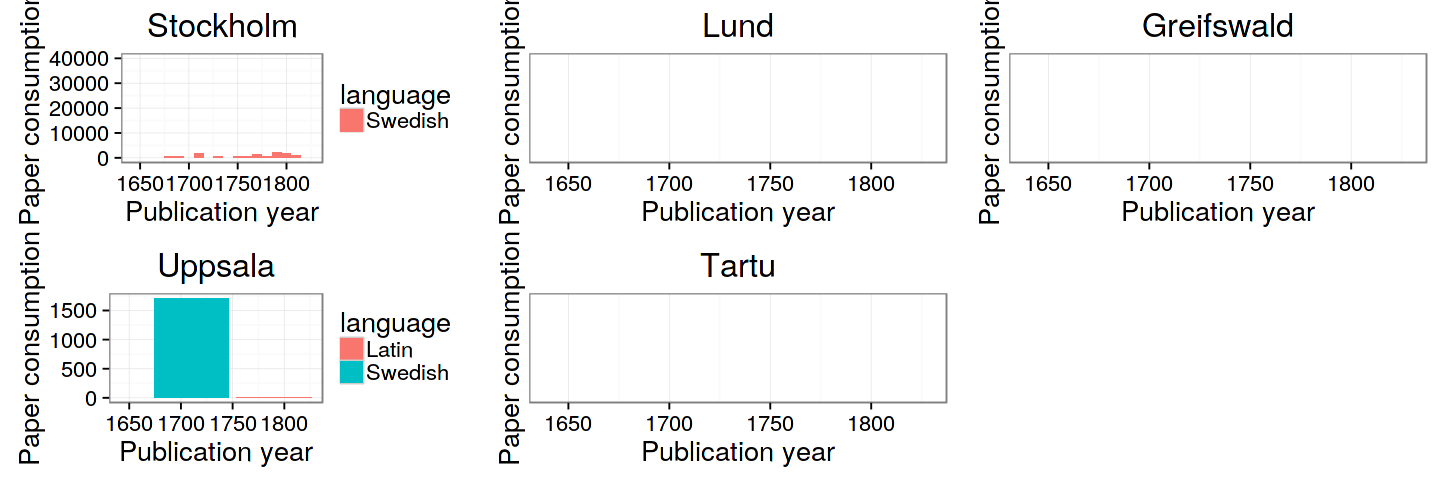 Stockholm
Paper consumption
40000
30000
20000
10000
0
1650 1700 1750 1800
Publication year
language
Swedish
Lund
Paper consumption
1650 1700 1750 1800
Publication year
Greifswald
Paper consumption
1650 1700 1750 1800
Publication year
Uppsala
Paper consumption
1500
1000
500
0
1650 1700 1750 1800
Publication year
language
Latin
Swedish
Tartu
Paper consumption
1650 1700 1750 1800
Publication year